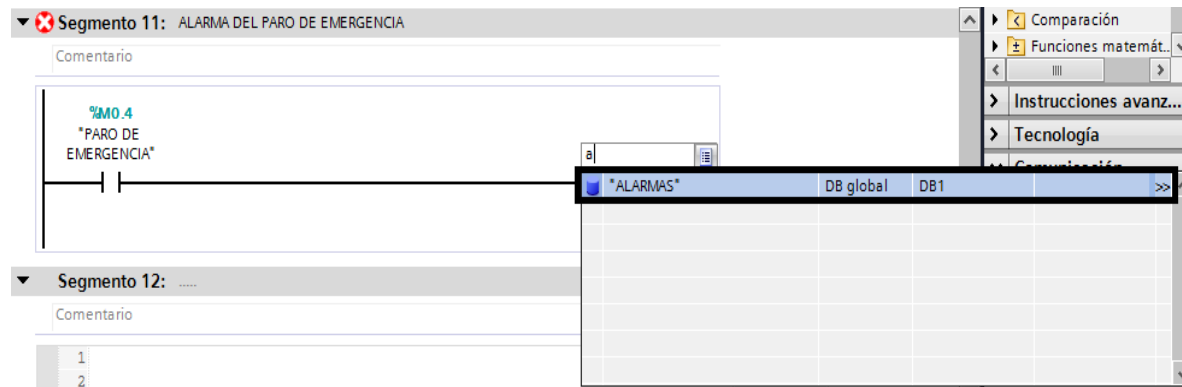 Segmento 11: ALARMA DEL PARO DE EMERGENCIA
Comentario
%M0.4
"PARO DE
EMERGENCIA"
a
"ALARMAS" DB global DB1 >>
Segmento 12: .....
Comentario
1
2
Comparación
Funciones matemát..
Instrucciones avanz...
Tecnología
Comunicación